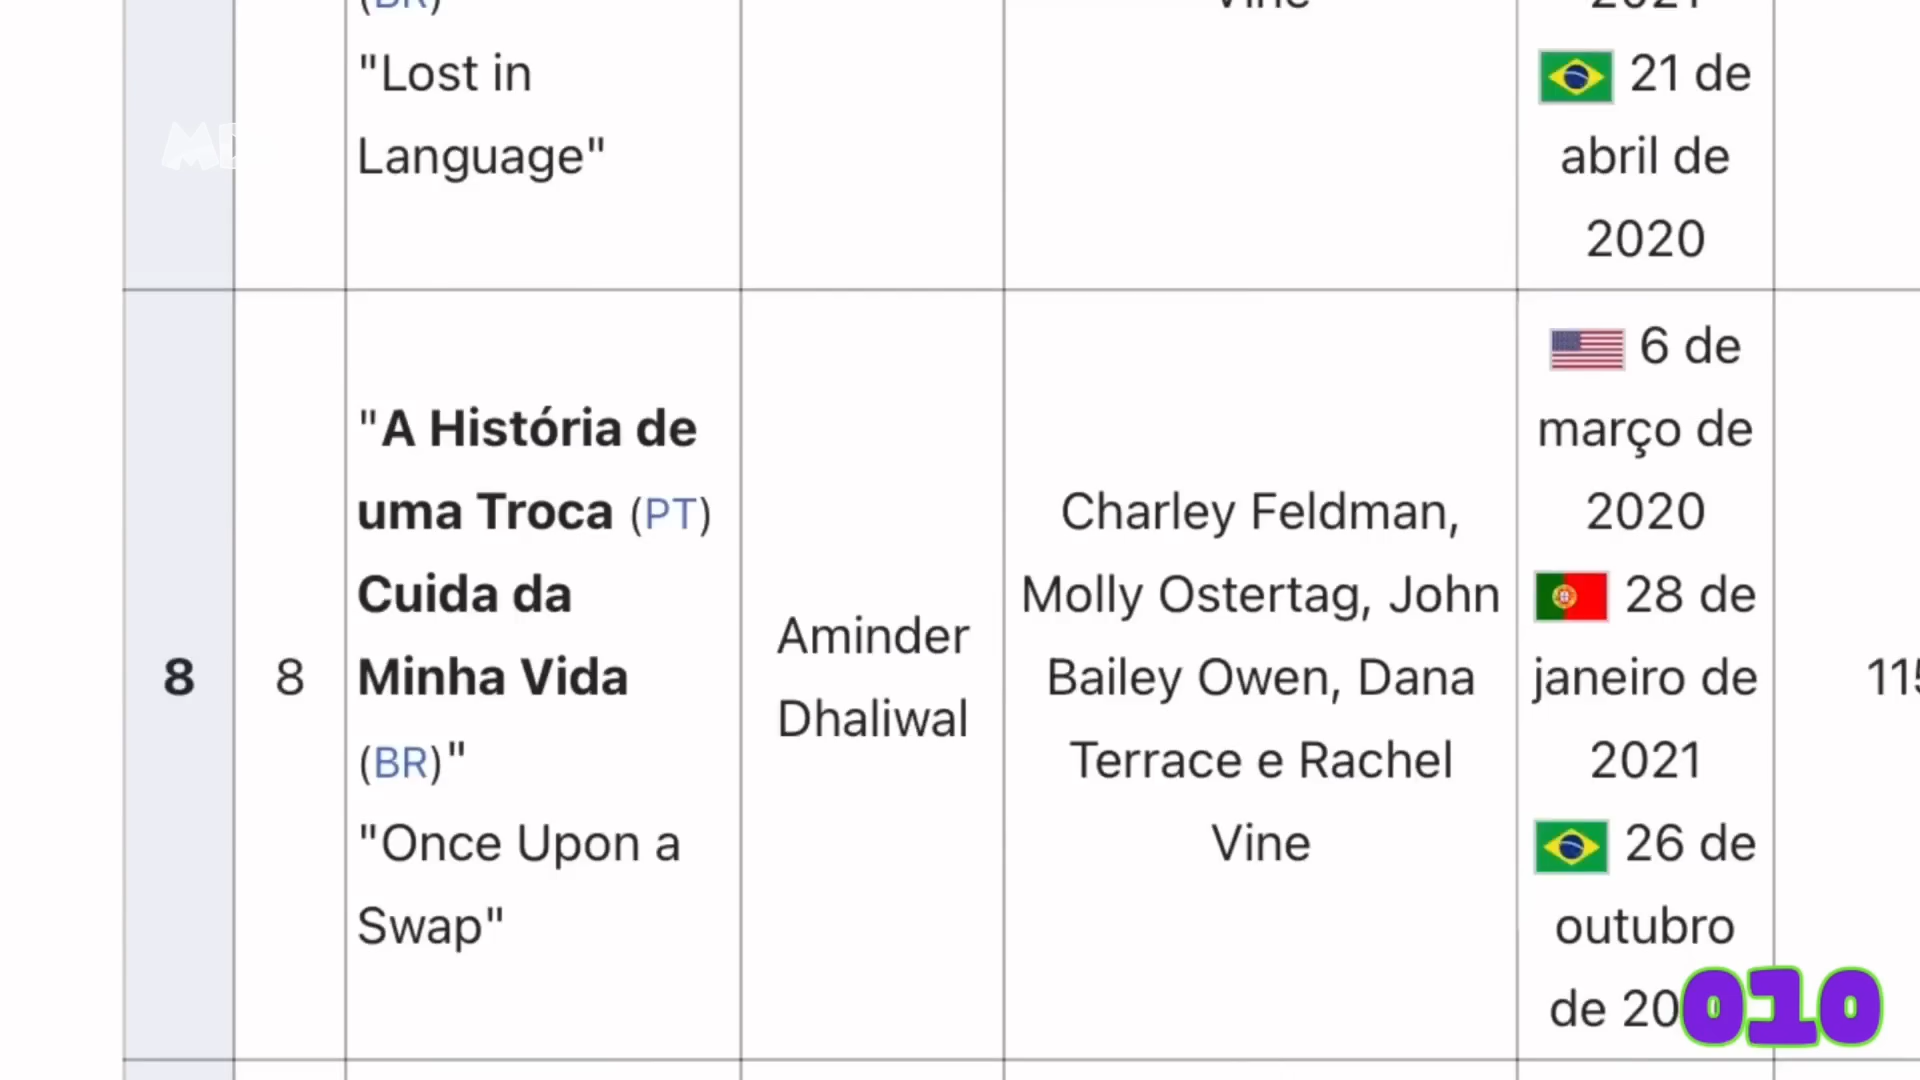 "Lost in
Language"
21 de
abril de
2020
8
8
"A História de
uma Troca (PT)
Cuida da
Minha Vida
(BR)"
"Once Upon a
Swap"
Aminder
Dhaliwal
Charley Feldman,
Molly Ostertag, John
Bailey Owen, Dana
Terrace e Rachel
Vine
6 de
março de
2020
28 de
janeiro de
2021
26 de
outubro
de 20
010